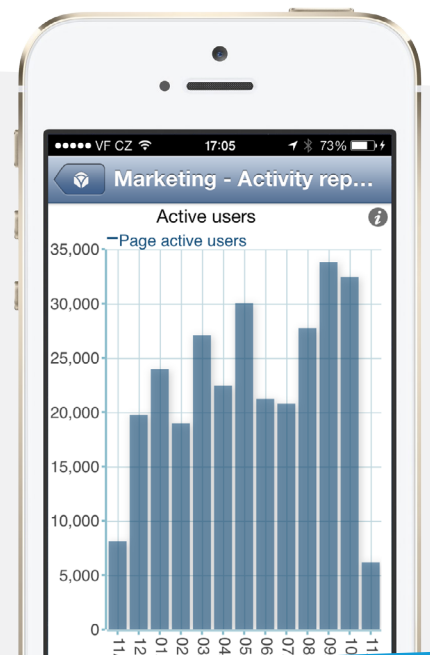 VF CZ 17:05 73%
Marketing - Activity rep...
Active users
Page active users
35,000
30,000
25,000
20,000
15,000
10,000
5,000
0
11. 12 01 02 03 04 05 06 07 08 09 10 11